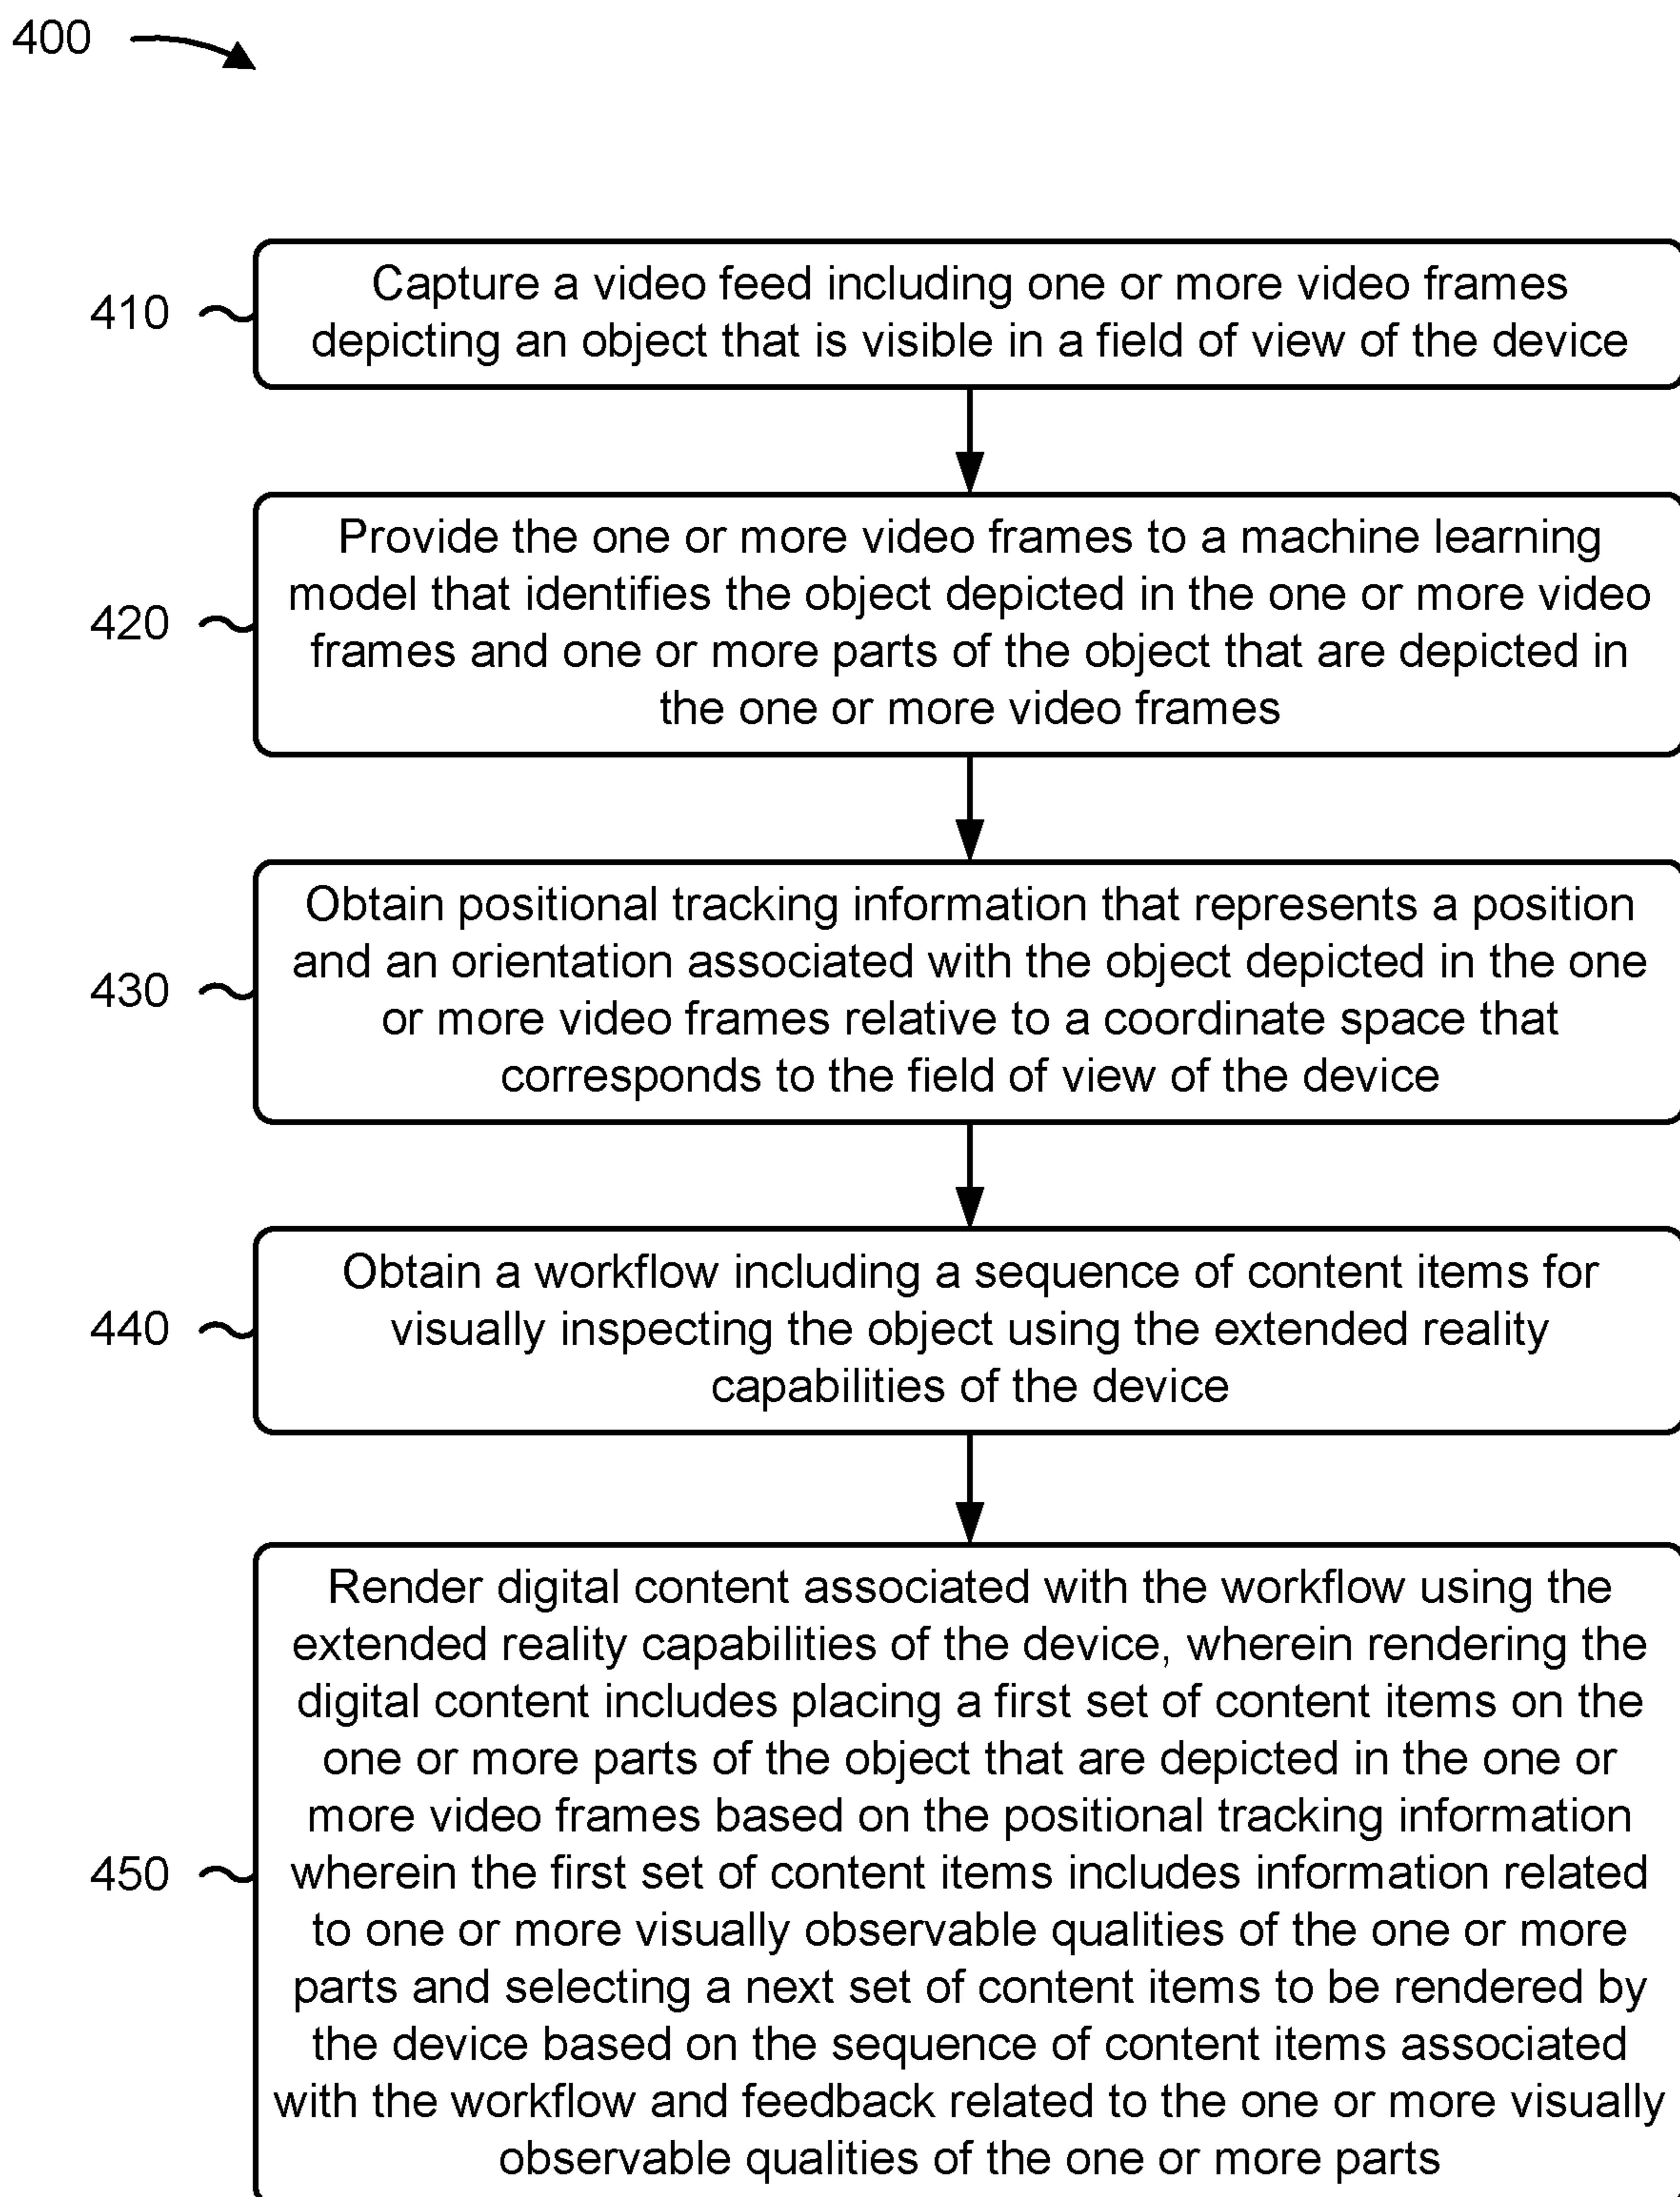 400
410
Capture a video feed including one or more video frames
depicting an object that is visible in a field of view of the device
420
Provide the one or more video frames to a machine learning
model that identifies the object depicted in the one or more video
frames and one or more parts of the object that are depicted in
the one or more video frames
430
Obtain positional tracking information that represents a position
and an orientation associated with the object depicted in the one
or more video frames relative to a coordinate space that
corresponds to the field of view of the device
440
Obtain a workflow including a sequence of content items for
visually inspecting the object using the extended reality
capabilities of the device
450
Render digital content associated with the workflow using the
extended reality capabilities of the device, wherein rendering the
digital content includes placing a first set of content items on the
one or more parts of the object that are depicted in the one or
more video frames based on the positional tracking information
wherein the first set of content items includes information related
to one or more visually observable qualities of the one or more
parts and selecting a next set of content items to be rendered by
the device based on the sequence of content items associated
with the workflow and feedback related to the one or more visually
observable qualities of the one or more parts